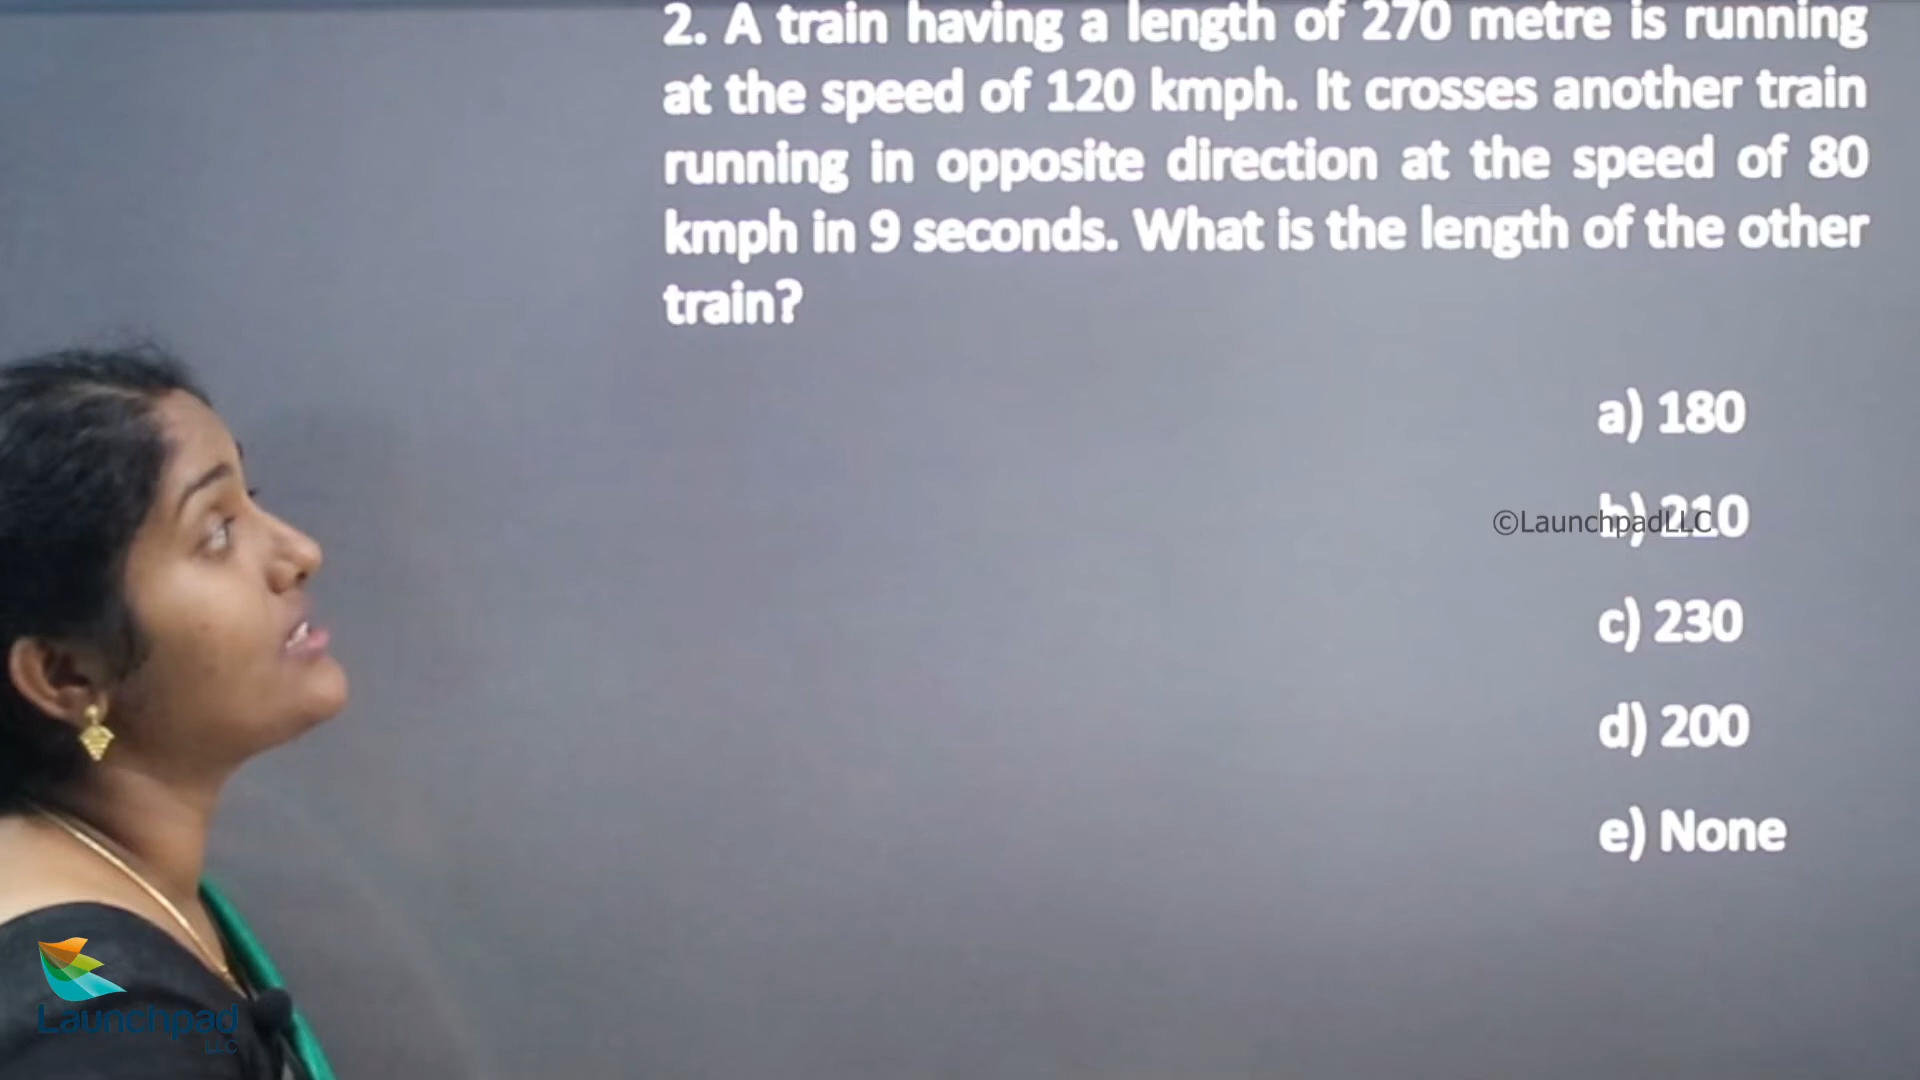 2. A train having a length of 270 metre is running
at the speed of 120 kmph. It crosses another train
running in opposite direction at the speed of 80
kmph in 9 seconds. What is the length of the other
train?
a) 180
b) 210
©LaunchpadLLC
c) 230
d) 200
e) None
Launchpad
LLC